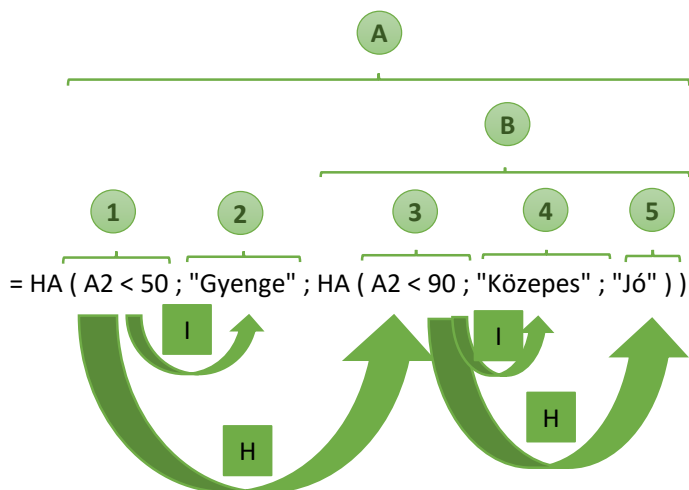 A
B
1 2 3 4 5
= HA ( A2 < 50 ; "Gyenge" ; HA ( A2 < 90 ; "Közepes" ; "Jó" ) )
I I
H H